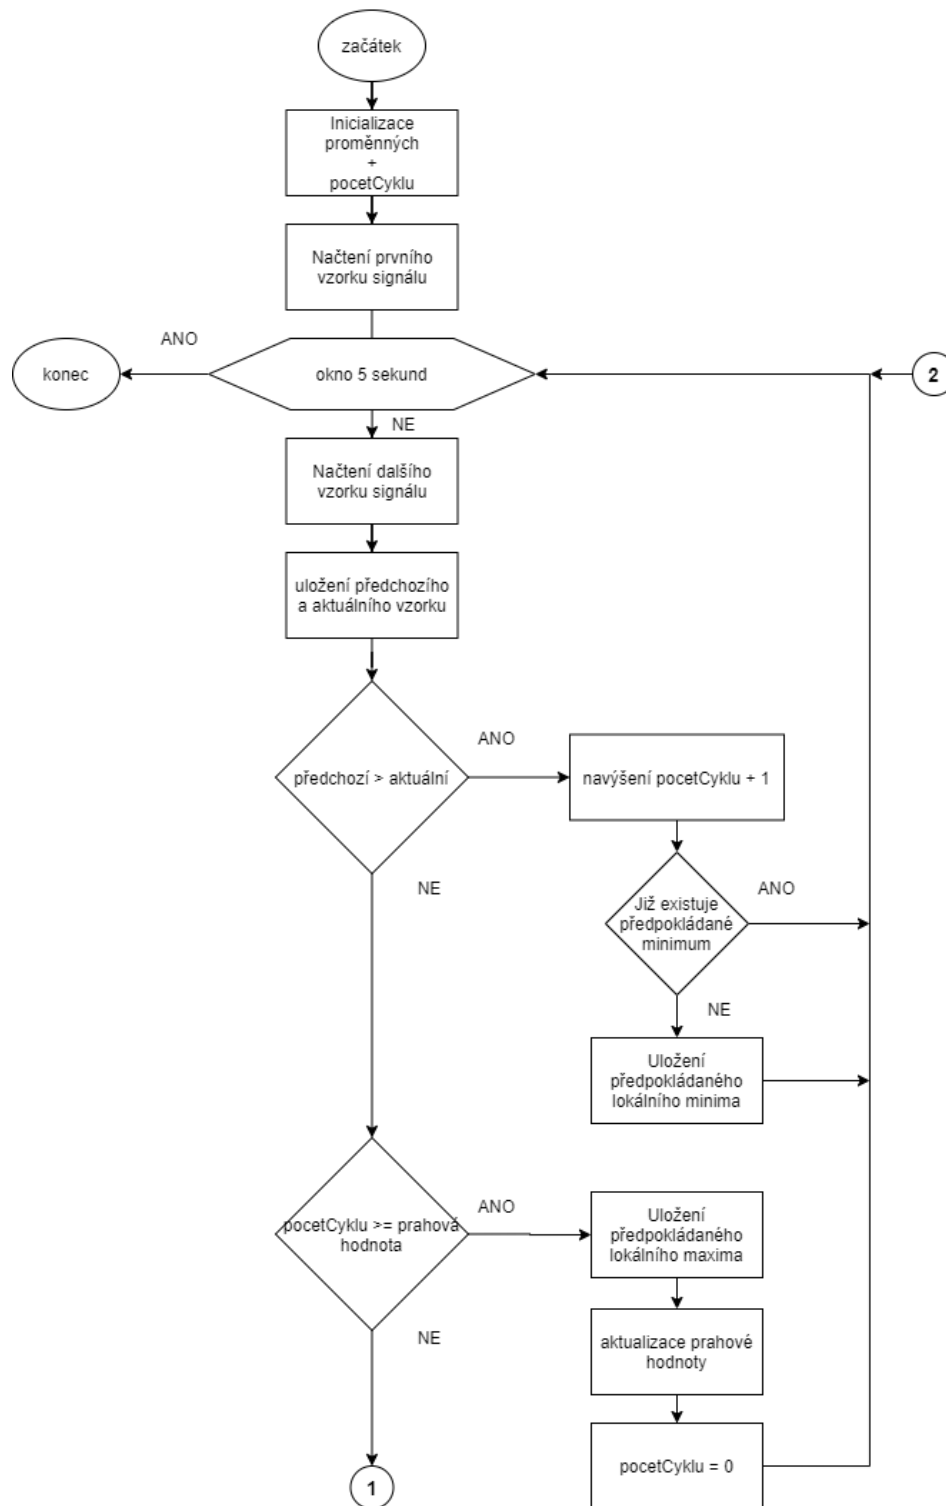 začátek
Inicializace
proměnných
+
pocetCyklu
Načtení prvního
vzorku signálu
ANO
konec
okno 5 sekund
2
NE
Načtení dalšího
vzorku signálu
uložení předchozího
a aktuálního vzorku
ANO
předchozí > aktuální
navýšení pocetCyklu + 1
NE
ANO
Již existuje
předpokládané
minimum
NE
Uložení
předpokládaného
lokálního minima
ANO
pocetCyklu >= prahová
hodnota
Uložení
předpokládaného
lokálního maxima
NE
aktualizace prahové
hodnoty
pocetCyklu = 0
1